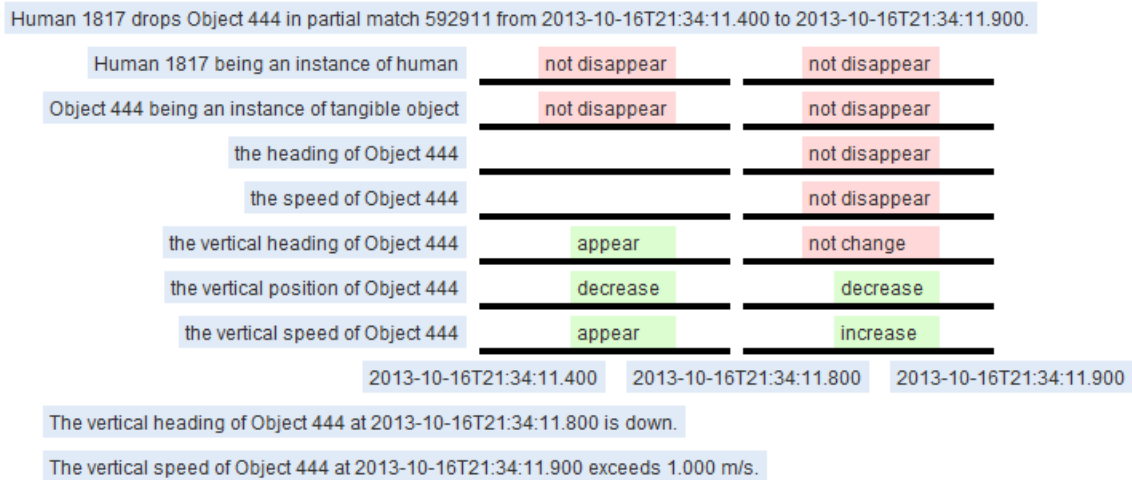 Human 1817 drops Object 444 in partial match 592911 from 2013-10-16T21:34:11.400 to 2013-10-16T21:34:11.900.
Human 1817 being an instance of human not disappear not disappear
Object 444 being an instance of tangible object not disappear not disappear
the heading of Object 444 not disappear
the speed of Object 444 not disappear
the vertical heading of Object 444 appear not change
the vertical position of Object 444 decrease decrease
the vertical speed of Object 444 appear increase
2013-10-16T21:34:11.400 2013-10-16T21:34:11.800 2013-10-16T21:34:11.900
The vertical heading of Object 444 at 2013-10-16T21:34:11.800 is down.
The vertical speed of Object 444 at 2013-10-16T21:34:11.900 exceeds 1.000 m/s.